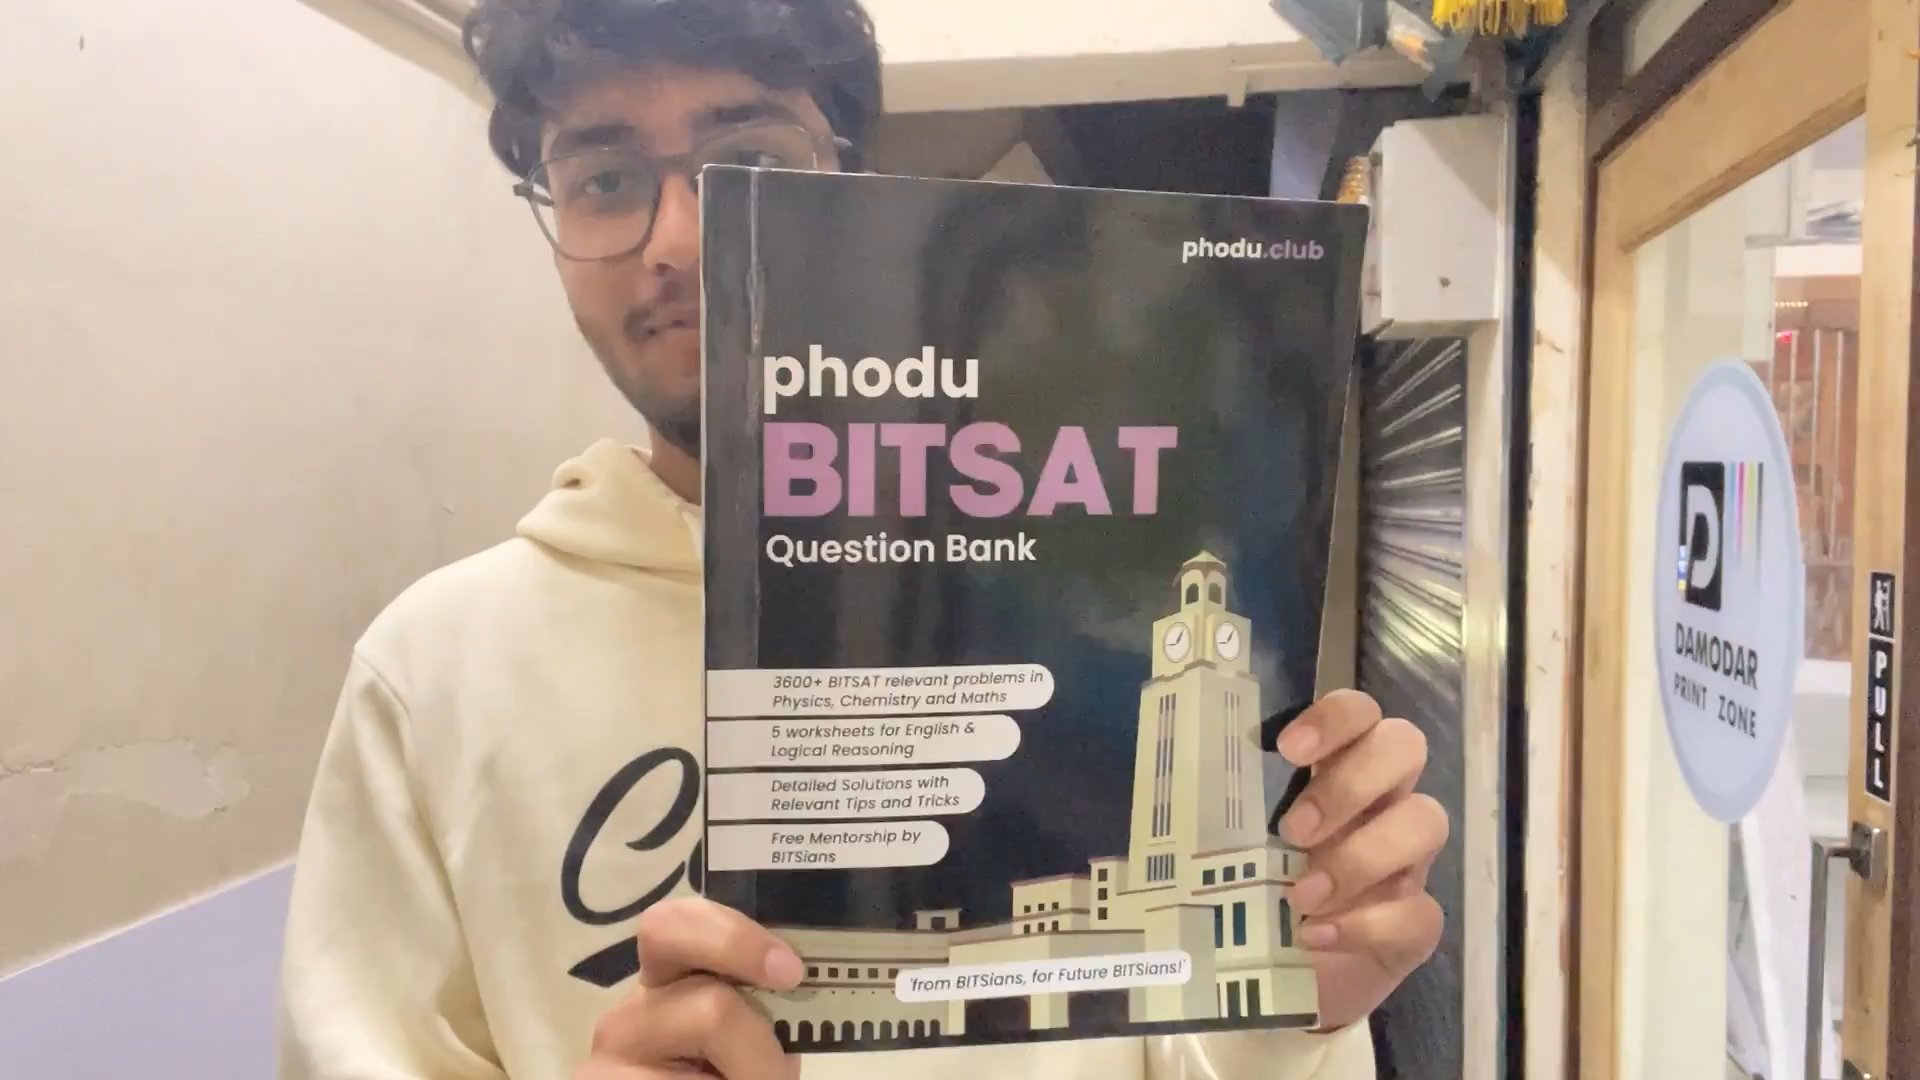 phodu.club
phodu
BITSAT
Question Bank
3600+ BITSAT relevant problems in
Physics, Chemistry and Maths
5 worksheets for English &
Logical Reasoning
Detailed Solutions with
Relevant Tips and Tricks
Free Mentorship by
BITSians
'from BITSians, for Future BITSians!'
DAMODAR
PRINT ZONE
PULL